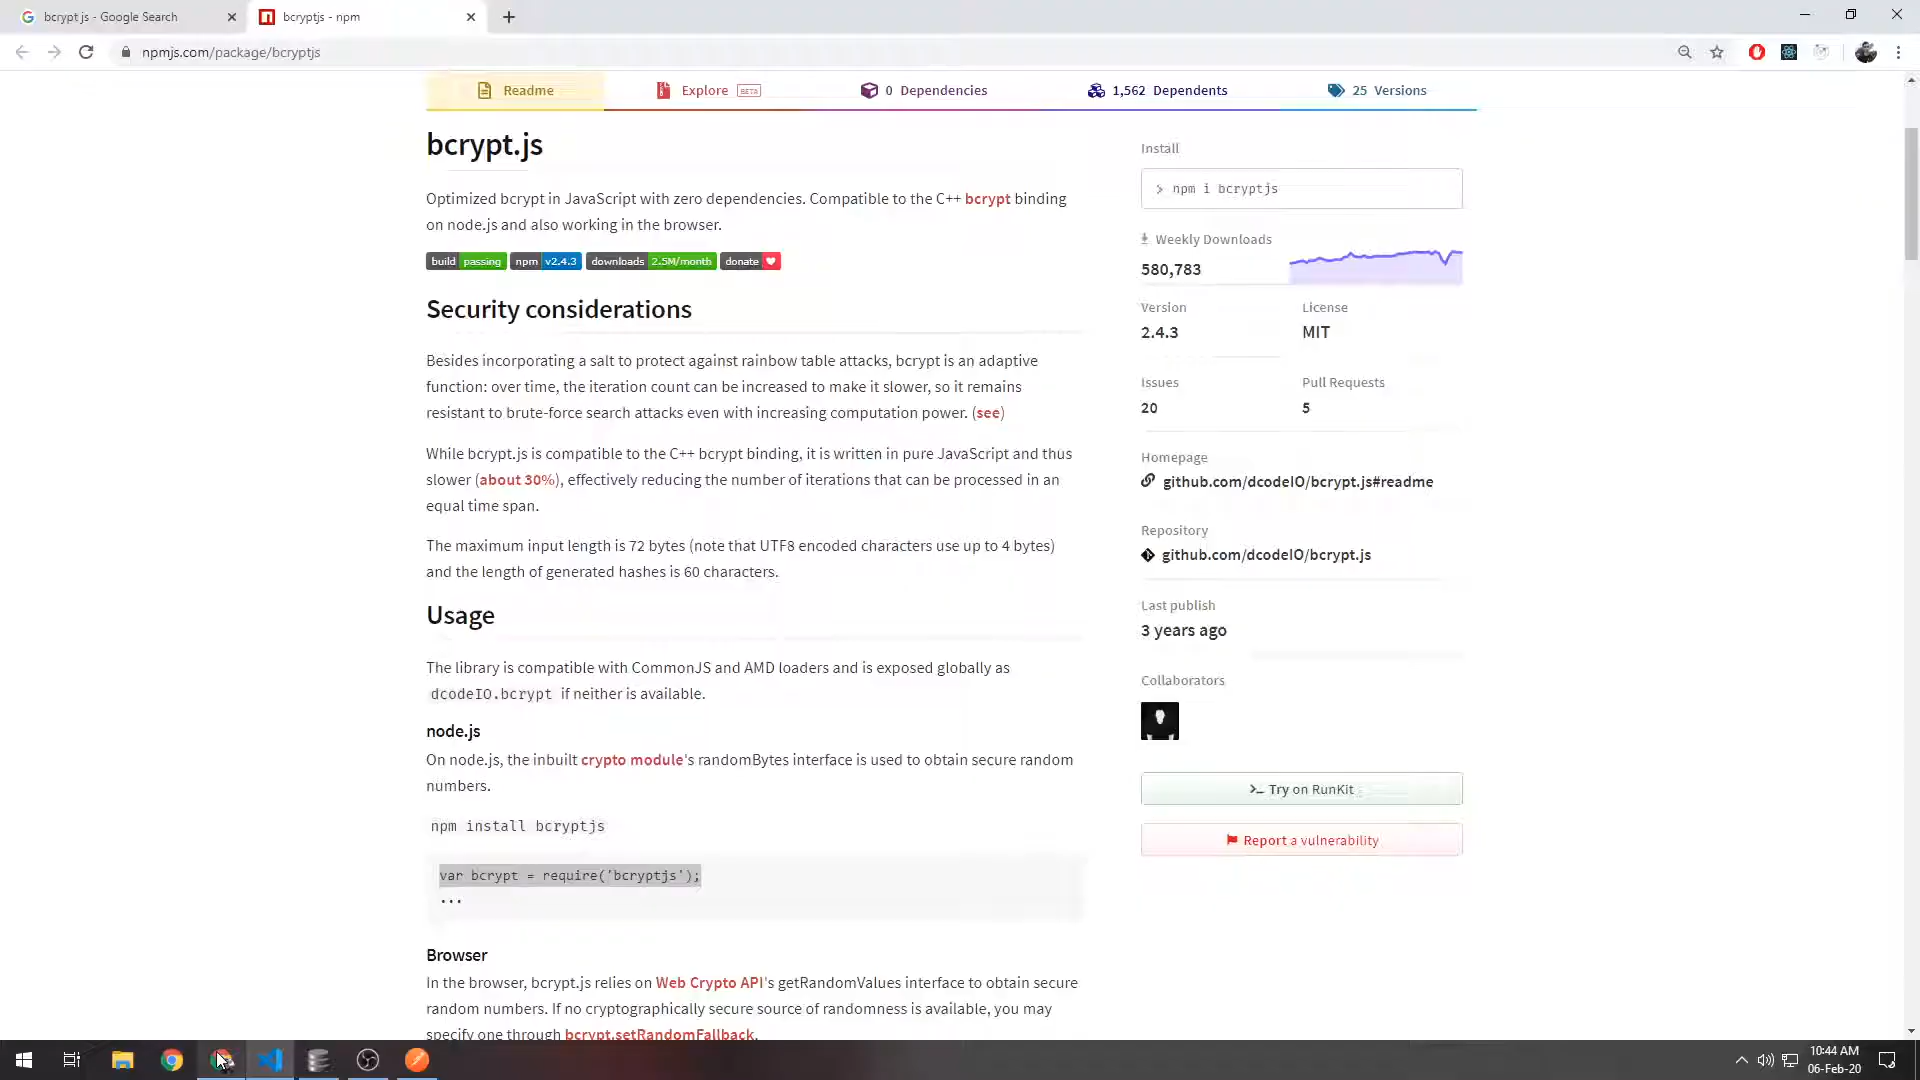 bcrypt js - Google Search
bcryptjs - npm
npmjs.com/package/bcryptjs
Readme
Explore BETA
0 Dependencies
1,562 Dependents
25 Versions
bcrypt.js
Optimized bcrypt in JavaScript with zero dependencies. Compatible to the C++ bcrypt binding
on node.js and also working in the browser.
build passing npm v2.4.3 downloads 2.5M/month donate
Security considerations
Besides incorporating a salt to protect against rainbow table attacks, bcrypt is an adaptive
function: over time, the iteration count can be increased to make it slower, so it remains
resistant to brute-force search attacks even with increasing computation power. (see)
While bcrypt.js is compatible to the C++ bcrypt binding, it is written in pure JavaScript and thus
slower (about 30%), effectively reducing the number of iterations that can be processed in an
equal time span.
The maximum input length is 72 bytes (note that UTF8 encoded characters use up to 4 bytes)
and the length of generated hashes is 60 characters.
Usage
The library is compatible with CommonJS and AMD loaders and is exposed globally as
dcodeIO.bcrypt if neither is available.
node.js
On node.js, the inbuilt crypto module's randomBytes interface is used to obtain secure random
numbers.
npm install bcryptjs
var bcrypt = require('bcryptjs');
...
Browser
In the browser, bcrypt.js relies on Web Crypto API's getRandomValues interface to obtain secure
random numbers. If no cryptographically secure source of randomness is available, you may
specify one through bcrypt.setRandomFallback.
Install
> npm i bcryptjs
Weekly Downloads
580,783
Version
2.4.3
License
MIT
Issues
20
Pull Requests
5
Homepage
github.com/dcodeIO/bcrypt.js#readme
Repository
github.com/dcodeIO/bcrypt.js
Last publish
3 years ago
Collaborators
Try on RunKit
Report a vulnerability
10:44 AM
06-Feb-20